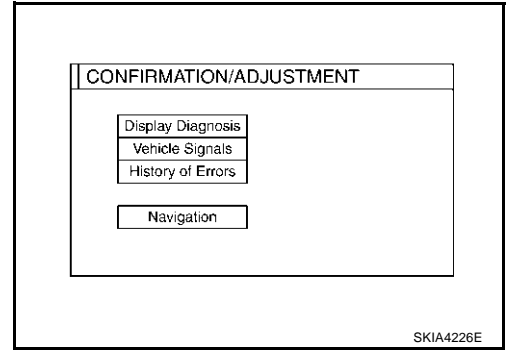 CONFIRMATION/ADJUSTMENT
Display Diagnosis
Vehicle Signals
History of Errors
Navigation
SKIA4226E